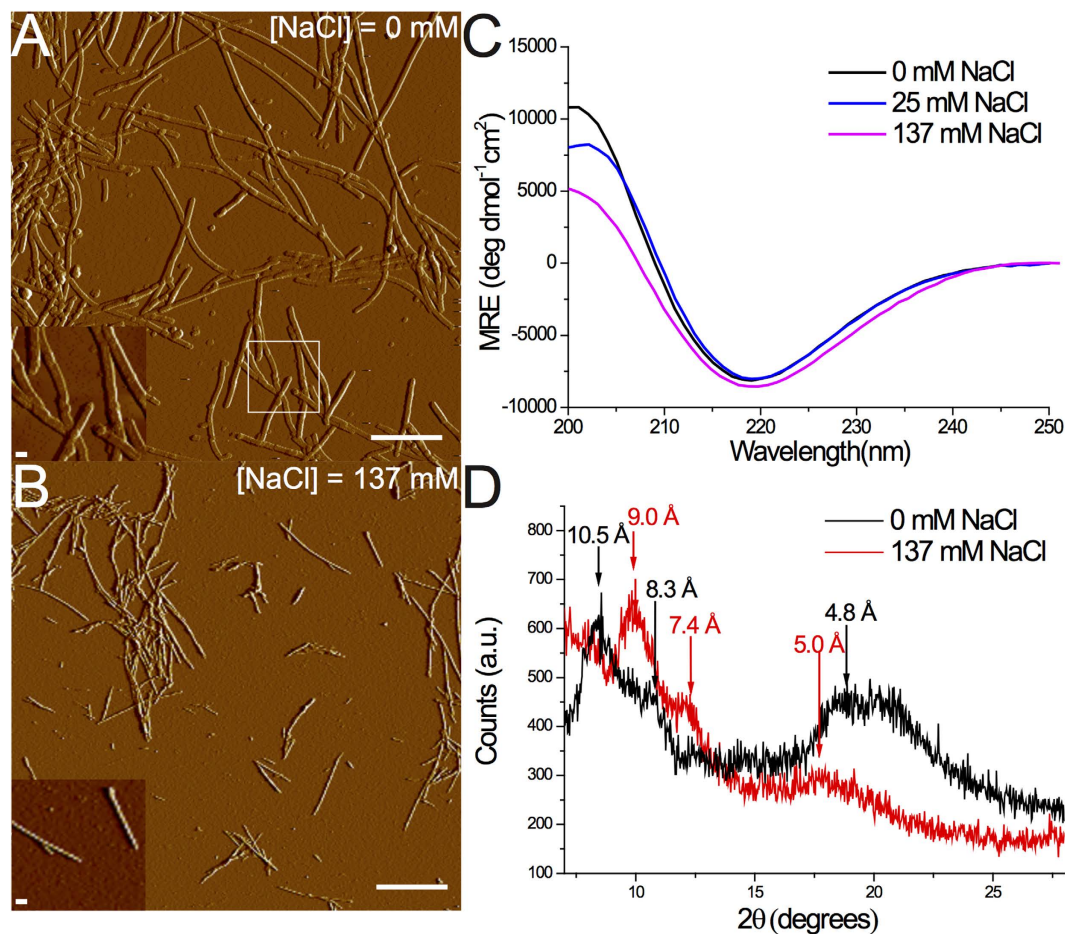 A
[NaCl] = 0 mM
B
[NaCl] = 137 mM
C
15000
10000
5000
0
-5000
-10000
MRE (deg dmol⁻¹cm²)
0 mM NaCl
25 mM NaCl
137 mM NaCl
200 210 220 230 240 250
Wavelength(nm)
D
800
700
600
500
400
300
200
100
Counts (a.u.)
0 mM NaCl
137 mM NaCl
10.5 Å
9.0 Å
8.3 Å
7.4 Å
5.0 Å
4.8 Å
10 15 20 25
2θ (degrees)